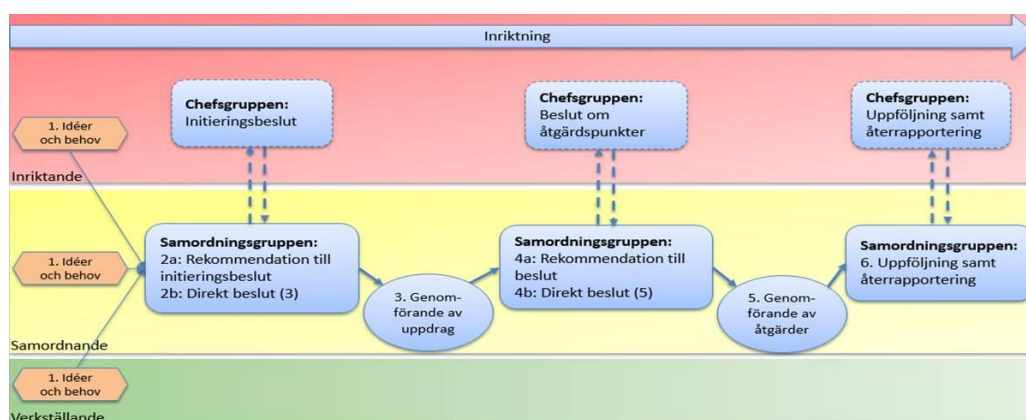 Inriktning
Chefsgruppen:
Initieringsbeslut
Chefsgruppen:
Beslut om
åtgärdspunkter
Chefsgruppen:
Uppföljning samt
återrapportering
1. Idéer
och behov
Inriktande
Samordningsgruppen:
2a: Rekommendation till
initieringsbeslut
2b: Direkt beslut (3)
Samordningsgruppen:
4a: Rekommendation till
beslut
4b: Direkt beslut (5)
Samordningsgruppen:
6. Uppföljning samt
återrapportering
1. Idéer
och behov
3. Genom-
förande av
uppdrag
5. Genom-
förande av
åtgärder
Samordnande
1. Idéer
och behov
Verkställande